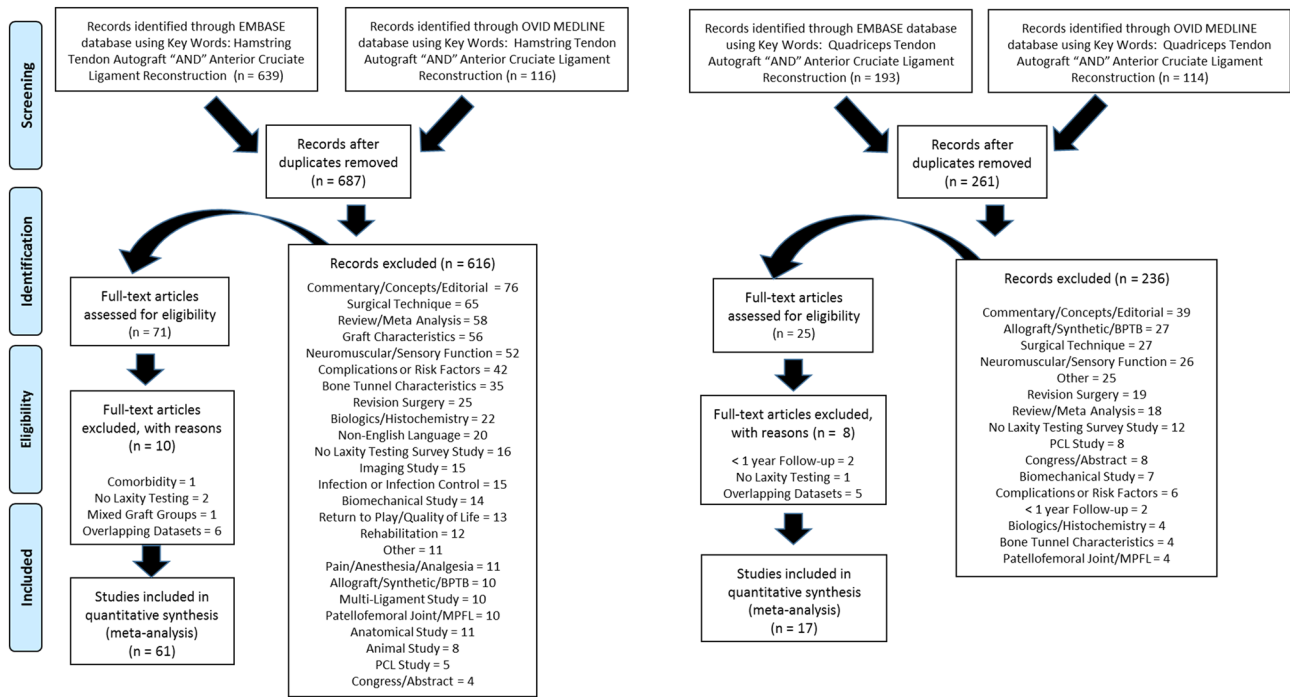 Screening
Identification
Eligibility
Included
Records identified through EMBASE
database using Key Words: Hamstring
Tendon Autograft “AND” Anterior Cruciate
Ligament Reconstruction (n = 639)
Records identified through OVID MEDLINE
database using Key Words: Hamstring
Tendon Autograft “AND” Anterior Cruciate
Ligament Reconstruction (n = 116)
Records after
duplicates removed
(n = 687)
Records excluded (n = 616)
Commentary/Concepts/Editorial = 76
Surgical Technique = 65
Review/Meta Analysis = 58
Graft Characteristics = 56
Neuromuscular/Sensory Function = 52
Complications or Risk Factors = 42
Bone Tunnel Characteristics = 35
Revision Surgery = 25
Biologics/Histochemistry = 22
Non-English Language = 20
No Laxity Testing Survey Study = 16
Imaging Study = 15
Infection or Infection Control = 15
Biomechanical Study = 14
Return to Play/Quality of Life = 13
Rehabilitation = 12
Other = 11
Pain/Anesthesia/Analgesia = 11
Allograft/Synthetic/BPTB = 10
Multi-Ligament Study = 10
Patellofemoral Joint/MPFL = 10
Anatomical Study = 11
Animal Study = 8
PCL Study = 5
Congress/Abstract = 4
Full-text articles
assessed for eligibility
(n = 71)
Full-text articles
excluded, with reasons
(n = 10)
Comorbidity = 1
No Laxity Testing = 2
Mixed Graft Groups = 1
Overlapping Datasets = 6
Studies included in
quantitative synthesis
(meta-analysis)
(n = 61)
Records identified through EMBASE database
using Key Words: Quadriceps Tendon
Autograft “AND” Anterior Cruciate Ligament
Reconstruction (n = 193)
Records identified through OVID MEDLINE
database using Key Words: Quadriceps Tendon
Autograft “AND” Anterior Cruciate Ligament
Reconstruction (n = 114)
Records after
duplicates removed
(n = 261)
Records excluded (n = 236)
Commentary/Concepts/Editorial = 39
Allograft/Synthetic/BPTB = 27
Surgical Technique = 27
Neuromuscular/Sensory Function = 26
Other = 25
Revision Surgery = 19
Review/Meta Analysis = 18
No Laxity Testing Survey Study = 12
PCL Study = 8
Congress/Abstract = 8
Biomechanical Study = 7
Complications or Risk Factors = 6
< 1 year Follow-up = 2
Biologics/Histochemistry = 4
Bone Tunnel Characteristics = 4
Patellofemoral Joint/MPFL = 4
Full-text articles
assessed for eligibility
(n = 25)
Full-text articles excluded,
with reasons (n = 8)
< 1 year Follow-up = 2
No Laxity Testing = 1
Overlapping Datasets = 5
Studies included in
quantitative synthesis
(meta-analysis)
(n = 17)